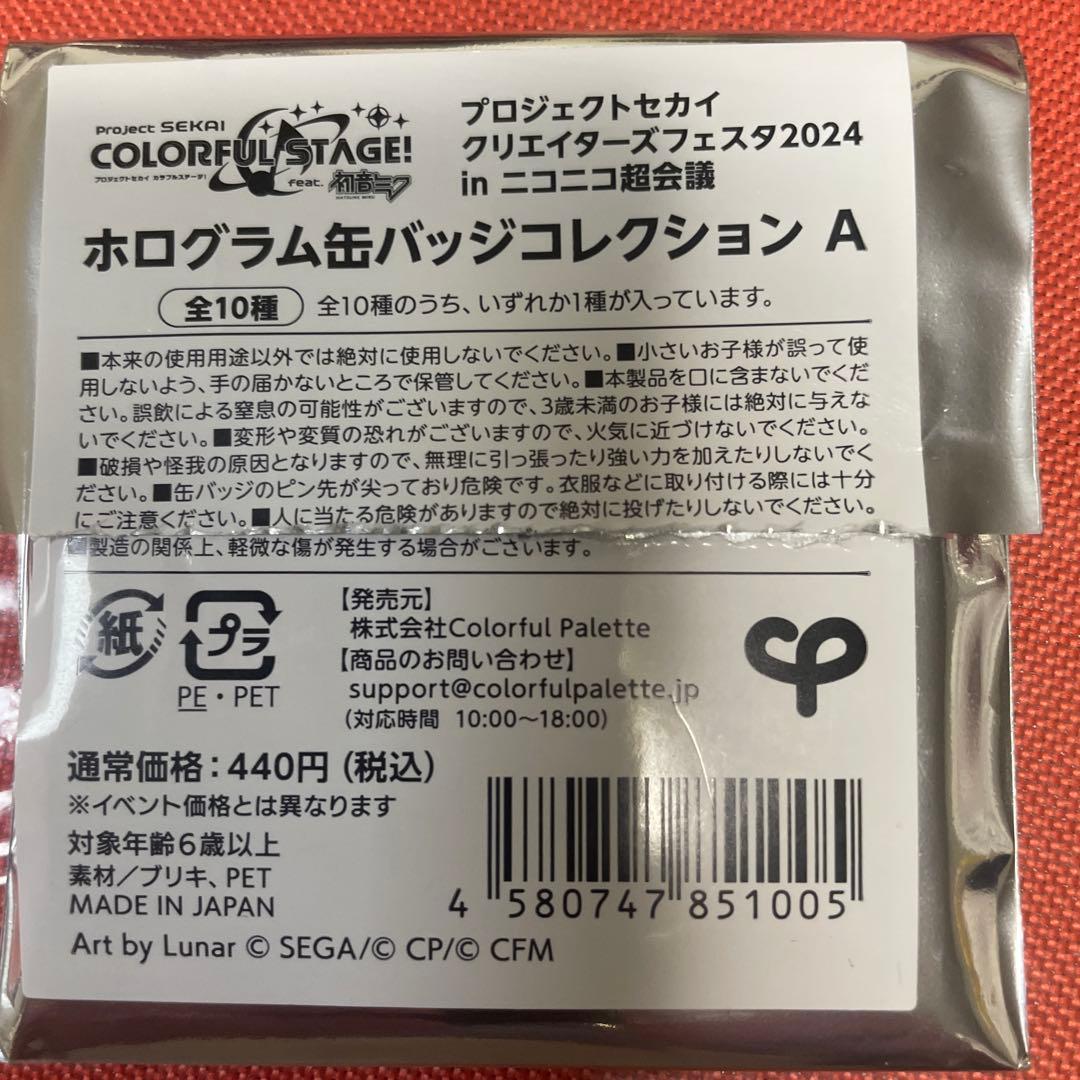 Project SEKAI
COLORFUL STAGE!
プロジェクトセカイ カラフルステージ!
feat. 初音ミク
HATSUNE MIKU
プロジェクトセカイ
クリエイターズフェスタ2024
in ニコニコ超会議
ホログラム缶バッジコレクション A
全10種 全10種のうち、いずれか1種が入っています。
■本来の使用用途以外では絶対に使用しないでください。■小さいお子様が誤って使
用しないよう、手の届かないところで保管してください。■本製品を口に含まないでくだ
さい。誤飲による窒息の可能性がございますので、3歳未満のお子様には絶対に与えな
いでください。■変形や変質の恐れがございますので、火気に近づけないでください。
■破損や怪我の原因となりますので、無理に引っ張ったり強い力を加えたりしないでく
ださい。■缶バッジのピン先が尖っており危険です。衣服などに取り付ける際には十分
にご注意ください。■人に当たる危険がありますので絶対に投げたりしないでください。
■製造の関係上、軽微な傷が発生する場合がございます。
紙
プラ
PE・PET
【発売元】
株式会社Colorful Palette
【商品のお問い合わせ】
support@colorfulpalette.jp
(対応時間 10:00〜18:00)
通常価格:440円(税込)
※イベント価格とは異なります
対象年齢6歳以上
素材/ブリキ、PET
MADE IN JAPAN
4 580747 851005
Art by Lunar © SEGA/© CP/© CFM